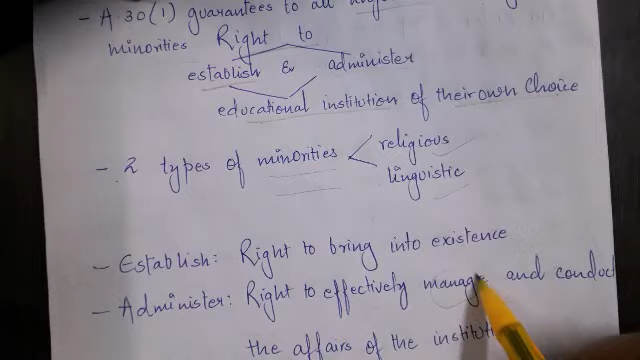 - A.30(1) guarantees to all
minorities Right to
establish & administer
educational institution of their own choice
- 2 types of minorities religious
linguistic
- Establish: Right to bring into existence
- Administer: Right to effectively manage and conduct
the affairs of the